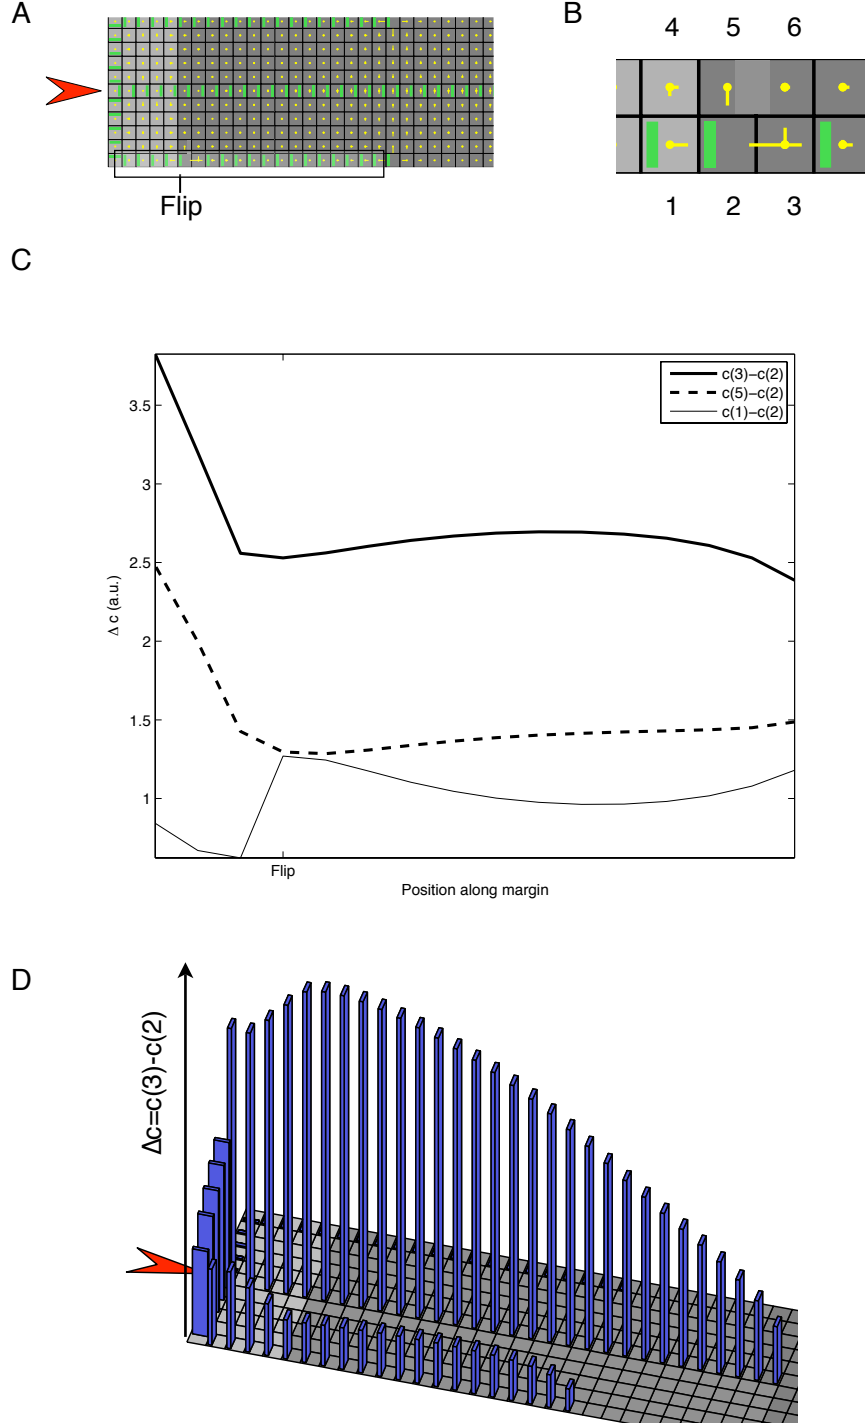 A
Flip
B
4 5 6
1 2 3
C
c(3)−c(2)
c(5)−c(2)
c(1)−c(2)
3.5
3
2.5
2
1.5
1
Δ c (a.u.)
Flip
Position along margin
D
Δc=c(3)-c(2)